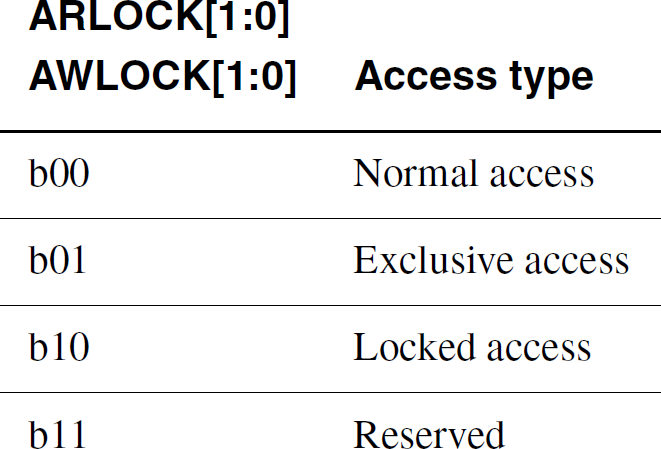 ARLOCK[1:0]
AWLOCK[1:0] Access type
b00 Normal access
b01 Exclusive access
b10 Locked access
b11 Reserved